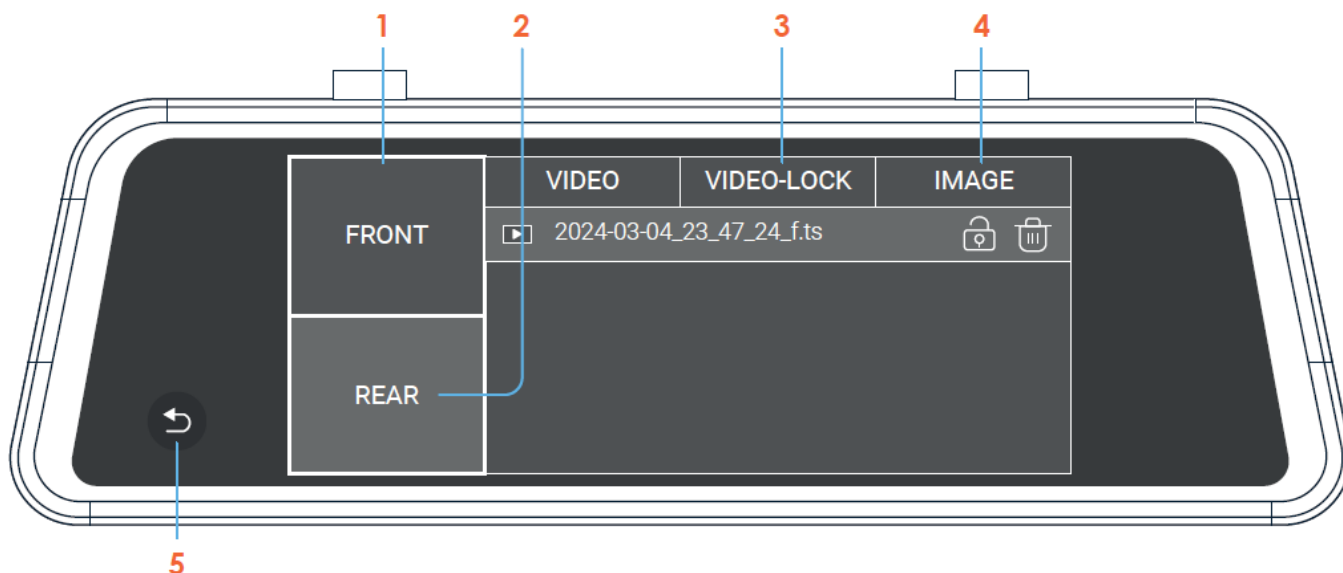 1 2 3 4
VIDEO VIDEO-LOCK IMAGE
FRONT 2024-03-04_23_47_24_f.ts
REAR
5